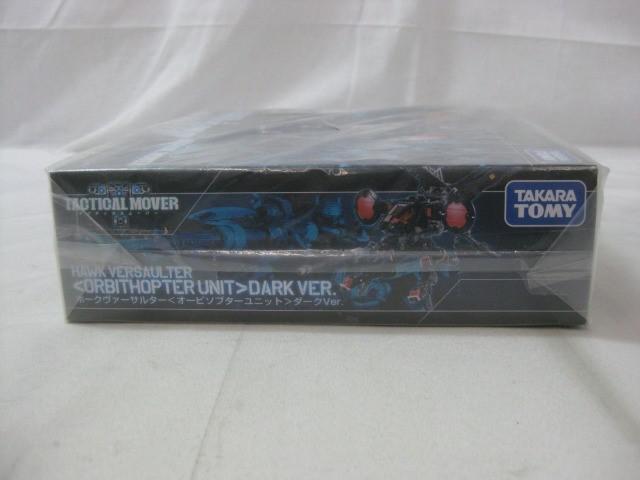 TACTICAL MOVER
HAWK VERSAULTER
<ORBITHOPTER UNIT>DARK VER.
ホークヴァーサルター<オービソプターユニット>ダークVer.
TAKARA
TOMY